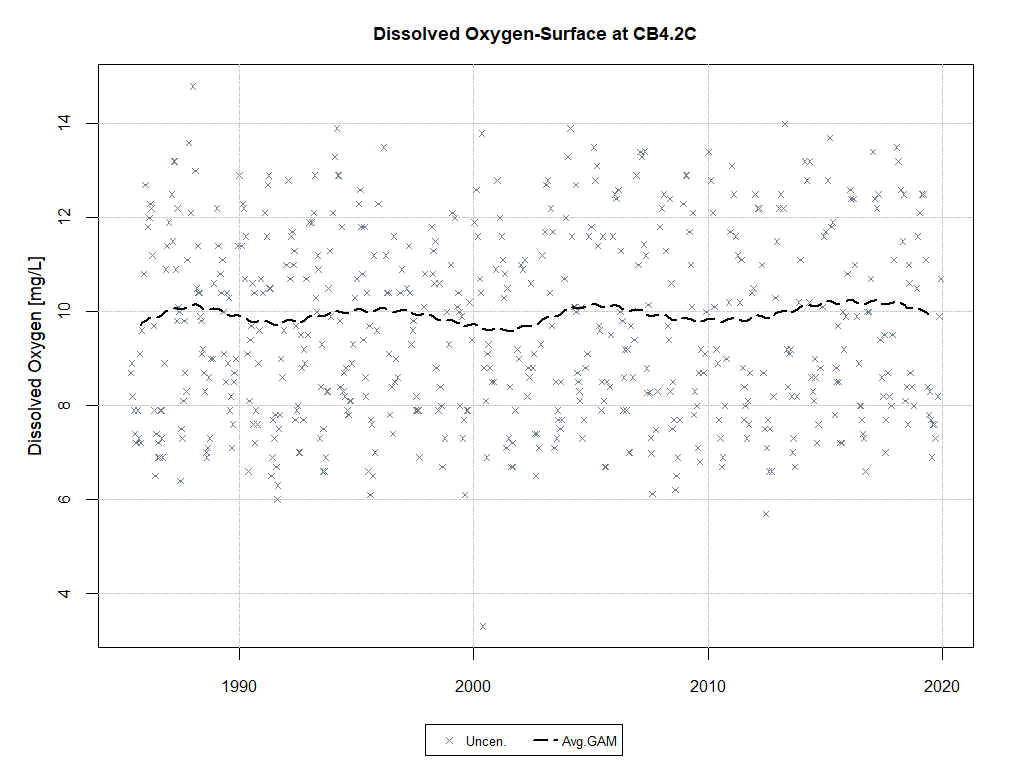 Dissolved Oxygen-Surface at CB4.2C
Dissolved Oxygen [mg/L]
14
12
10
8
6
4
1990 2000 2010 2020
Uncen. Avg.GAM